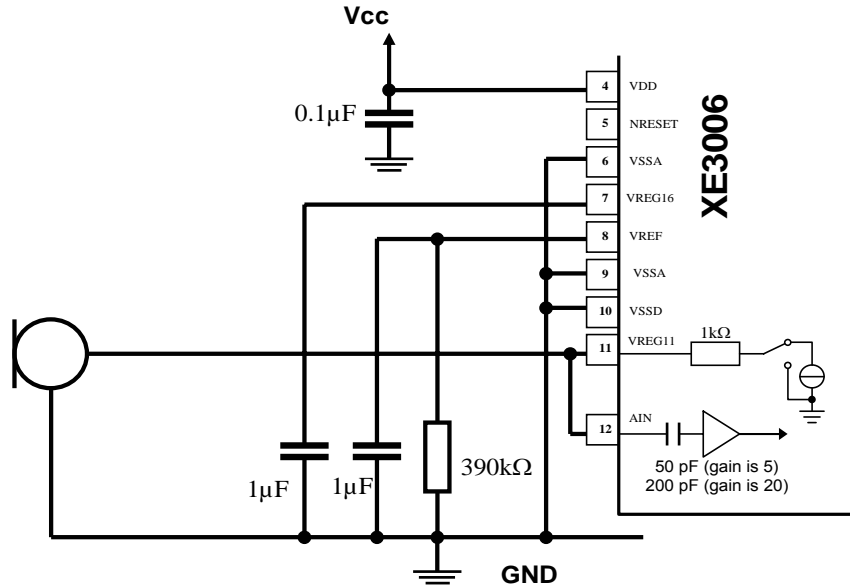 Vcc
0.1µF
4 VDD
5 NRESET
6 VSSA
7 VREG16
8 VREF
9 VSSA
10 VSSD
11 VREG11
12 AIN
XE3006
1kΩ
50 pF (gain is 5)
200 pF (gain is 20)
1µF
1µF
390kΩ
GND